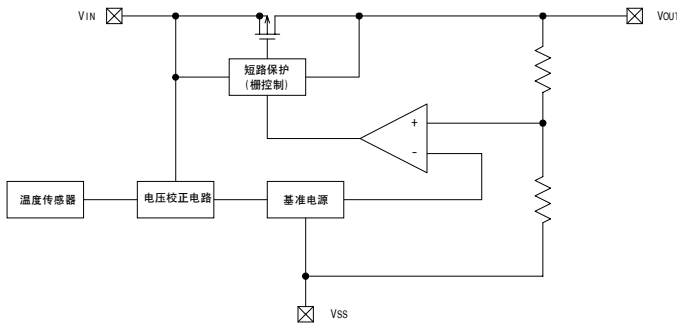 VIN
VOUT
短路保护
(栅控制)
+
-
温度传感器
电压校正电路
基准电源
VSS